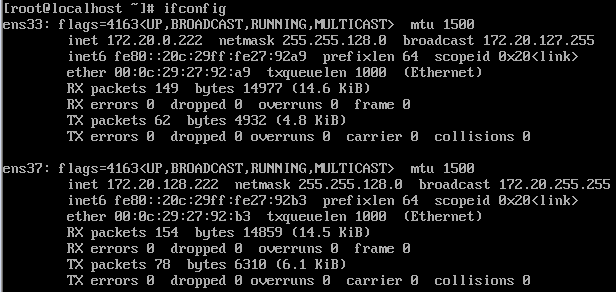 [root@localhost ~]# ifconfig
ens33: flags=4163<UP,BROADCAST,RUNNING,MULTICAST>  mtu 1500
        inet 172.20.0.222  netmask 255.255.128.0  broadcast 172.20.127.255
        inet6 fe80::20c:29ff:fe27:92a9  prefixlen 64  scopeid 0x20<link>
        ether 00:0c:29:27:92:a9  txqueuelen 1000  (Ethernet)
        RX packets 149  bytes 14977 (14.6 KiB)
        RX errors 0  dropped 0  overruns 0  frame 0
        TX packets 62  bytes 4932 (4.8 KiB)
        TX errors 0  dropped 0 overruns 0  carrier 0  collisions 0

ens37: flags=4163<UP,BROADCAST,RUNNING,MULTICAST>  mtu 1500
        inet 172.20.128.222  netmask 255.255.128.0  broadcast 172.20.255.255
        inet6 fe80::20c:29ff:fe27:92b3  prefixlen 64  scopeid 0x20<link>
        ether 00:0c:29:27:92:b3  txqueuelen 1000  (Ethernet)
        RX packets 154  bytes 14859 (14.5 KiB)
        RX errors 0  dropped 0  overruns 0  frame 0
        TX packets 78  bytes 6310 (6.1 KiB)
        TX errors 0  dropped 0 overruns 0  carrier 0  collisions 0